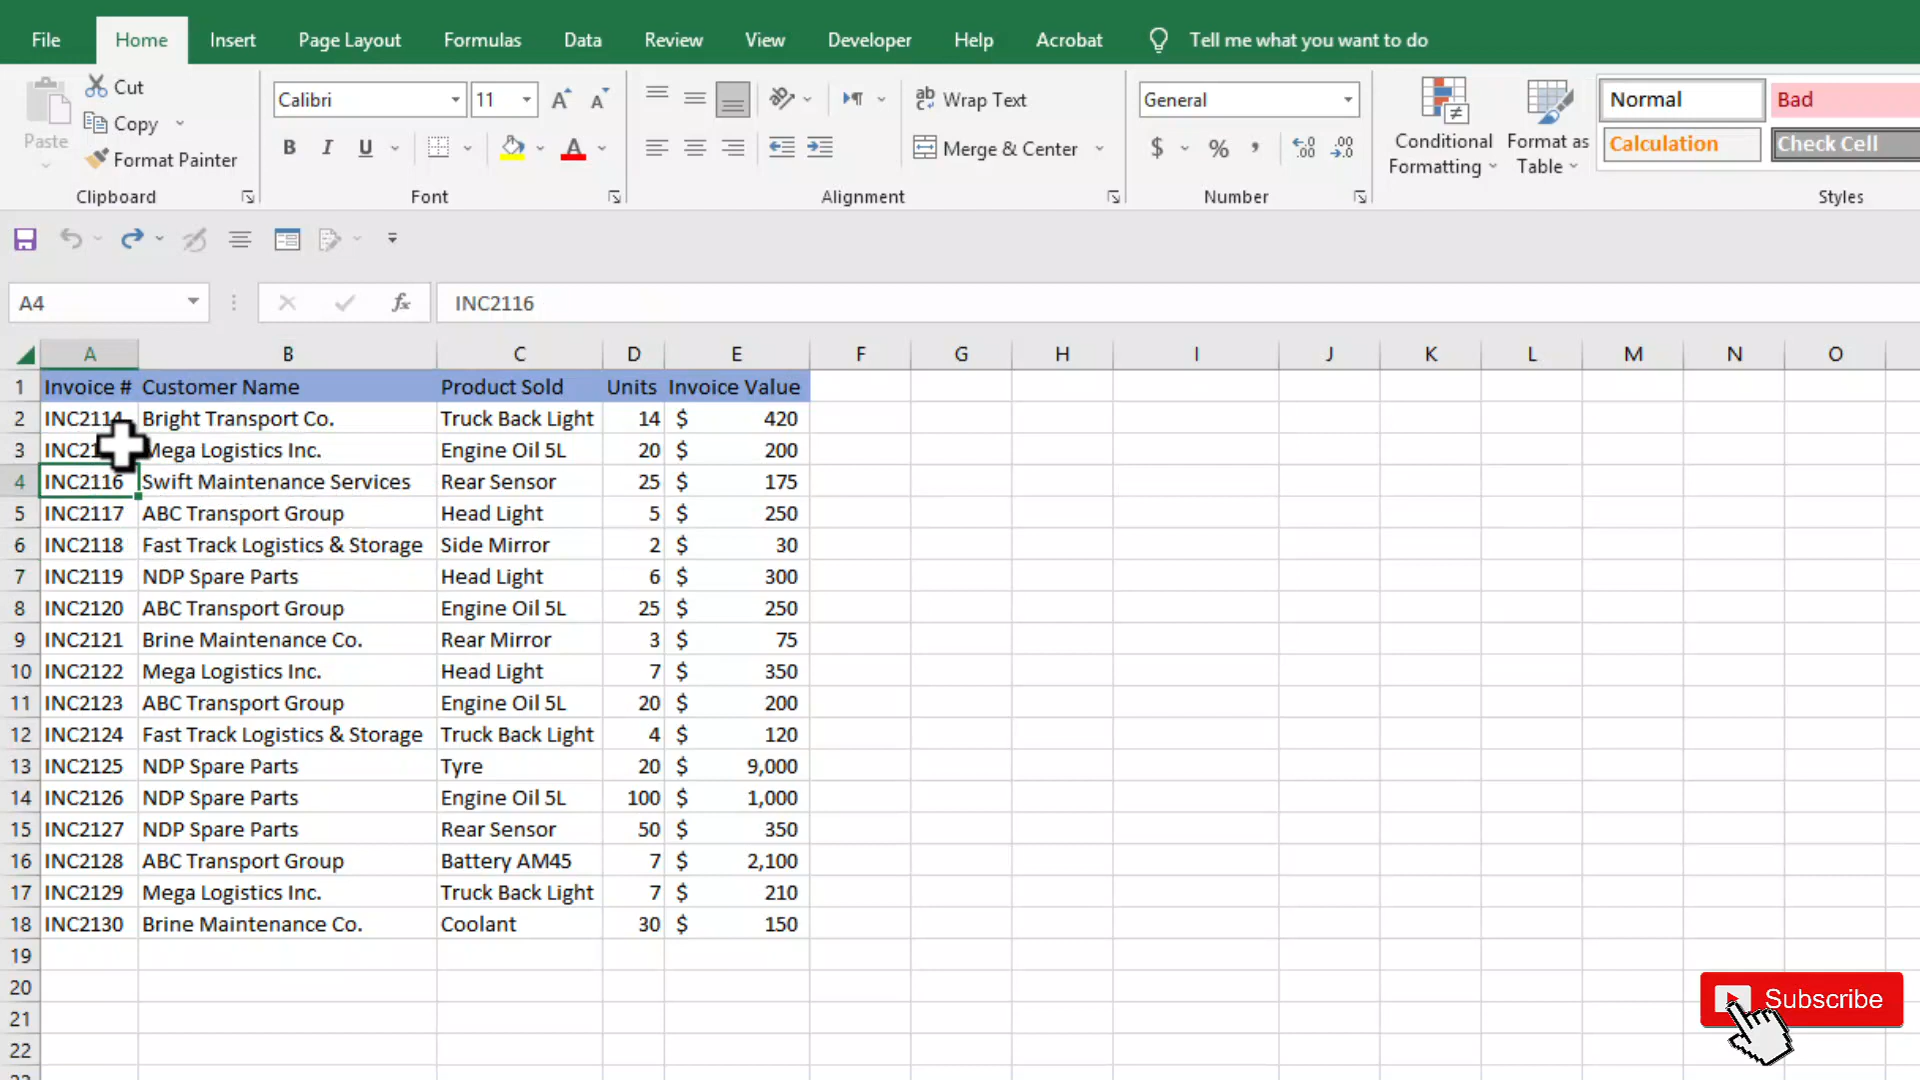 File Home Insert Page Layout Formulas Data Review View Developer Help Acrobat Tell me what you want to do
Paste
Cut
Copy
Format Painter
Clipboard
Calibri 11
B I U
Font
Wrap Text
Merge & Center
Alignment
General
$ % ,
Number
Conditional Formatting
Format as Table
Normal Bad
Calculation Check Cell
Styles
A4 fx INC2116
A B C D E F G H I J K L M N O
1 Invoice # Customer Name Product Sold Units Invoice Value
2 INC2114 Bright Transport Co. Truck Back Light 14 $ 420
3 Mega Logistics Inc. Engine Oil 5L 20 $ 200
4 INC2116 Swift Maintenance Services Rear Sensor 25 $ 175
5 INC2117 ABC Transport Group Head Light 5 $ 250
6 INC2118 Fast Track Logistics & Storage Side Mirror 2 $ 30
7 INC2119 NDP Spare Parts Head Light 6 $ 300
8 INC2120 ABC Transport Group Engine Oil 5L 25 $ 250
9 INC2121 Brine Maintenance Co. Rear Mirror 3 $ 75
10 INC2122 Mega Logistics Inc. Head Light 7 $ 350
11 INC2123 ABC Transport Group Engine Oil 5L 20 $ 200
12 INC2124 Fast Track Logistics & Storage Truck Back Light 4 $ 120
13 INC2125 NDP Spare Parts Tyre 20 $ 9,000
14 INC2126 NDP Spare Parts Engine Oil 5L 100 $ 1,000
15 INC2127 NDP Spare Parts Rear Sensor 50 $ 350
16 INC2128 ABC Transport Group Battery AM45 7 $ 2,100
17 INC2129 Mega Logistics Inc. Truck Back Light 7 $ 210
18 INC2130 Brine Maintenance Co. Coolant 30 $ 150
19
20
21
22
Subscribe